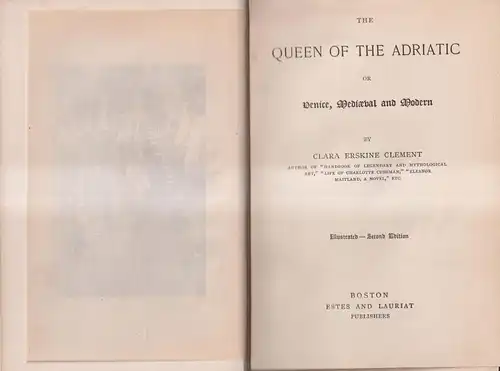 THE
QUEEN OF THE ADRIATIC
OR
Venice, Mediæval and Modern
BY
CLARA ERSKINE CLEMENT
AUTHOR OF "HANDBOOK OF LEGENDARY AND MYTHOLOGICAL
ART," "LIFE OF CHARLOTTE CUSHMAN," "ELEANOR
MAITLAND, A NOVEL," ETC.
Illustrated—Second Edition
BOSTON
ESTES AND LAURIAT
PUBLISHERS